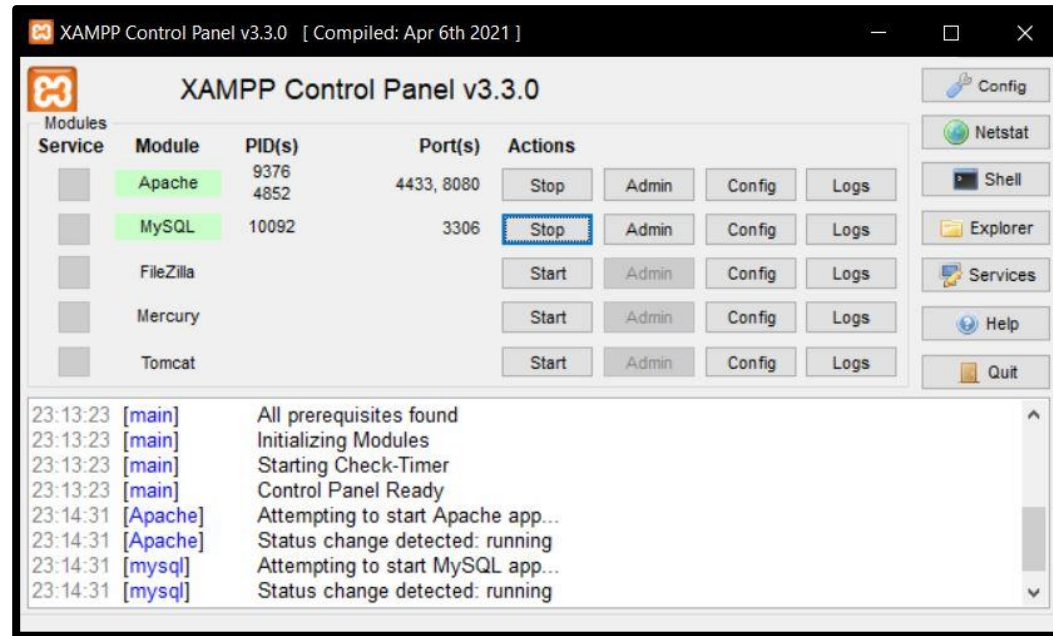 XAMPP Control Panel v3.3.0 [ Compiled: Apr 6th 2021 ]
XAMPP Control Panel v3.3.0
Config
Modules
Service Module PID(s) Port(s) Actions
Netstat
Apache 9376 4852 4433, 8080 Stop Admin Config Logs
Shell
MySQL 10092 3306 Stop Admin Config Logs
Explorer
FileZilla Start Admin Config Logs
Services
Mercury Start Admin Config Logs
Help
Tomcat Start Admin Config Logs
Quit
23:13:23 [main] All prerequisites found
23:13:23 [main] Initializing Modules
23:13:23 [main] Starting Check-Timer
23:13:23 [main] Control Panel Ready
23:14:31 [Apache] Attempting to start Apache app...
23:14:31 [Apache] Status change detected: running
23:14:31 [mysql] Attempting to start MySQL app...
23:14:31 [mysql] Status change detected: running